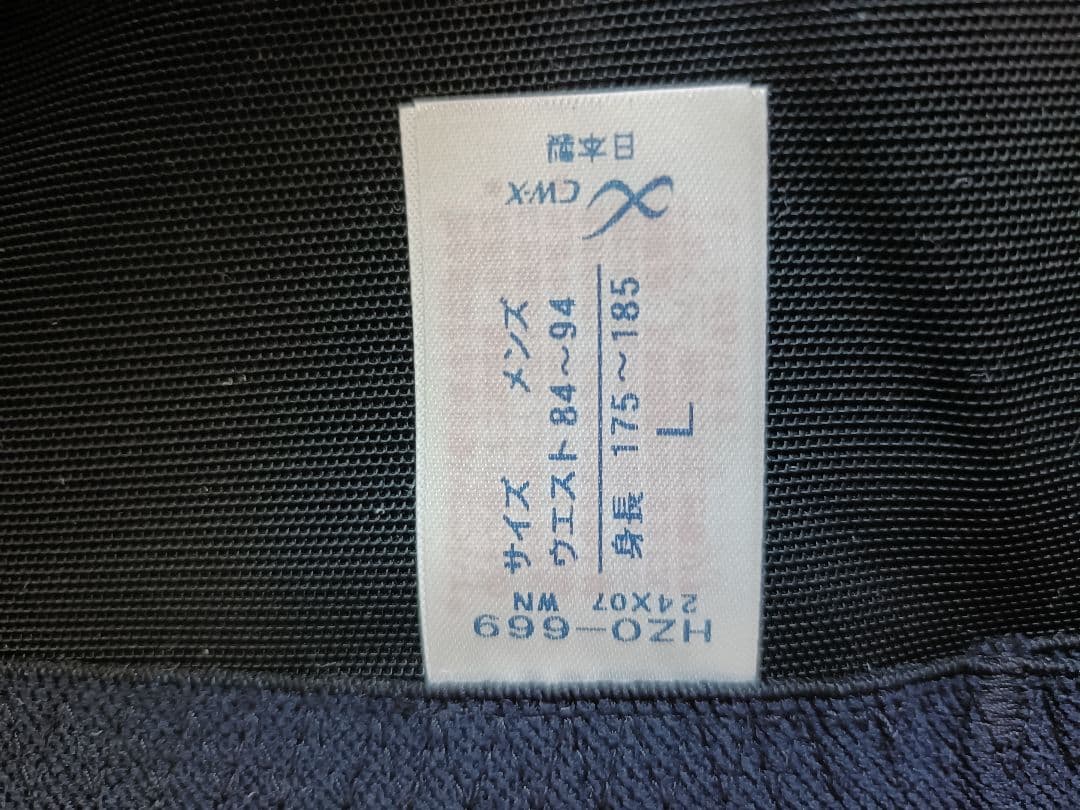 日本製
CW-X
サイズ メンズ
ウエスト 84～94
身長 175～185
L
HZO-669
24X07 WN